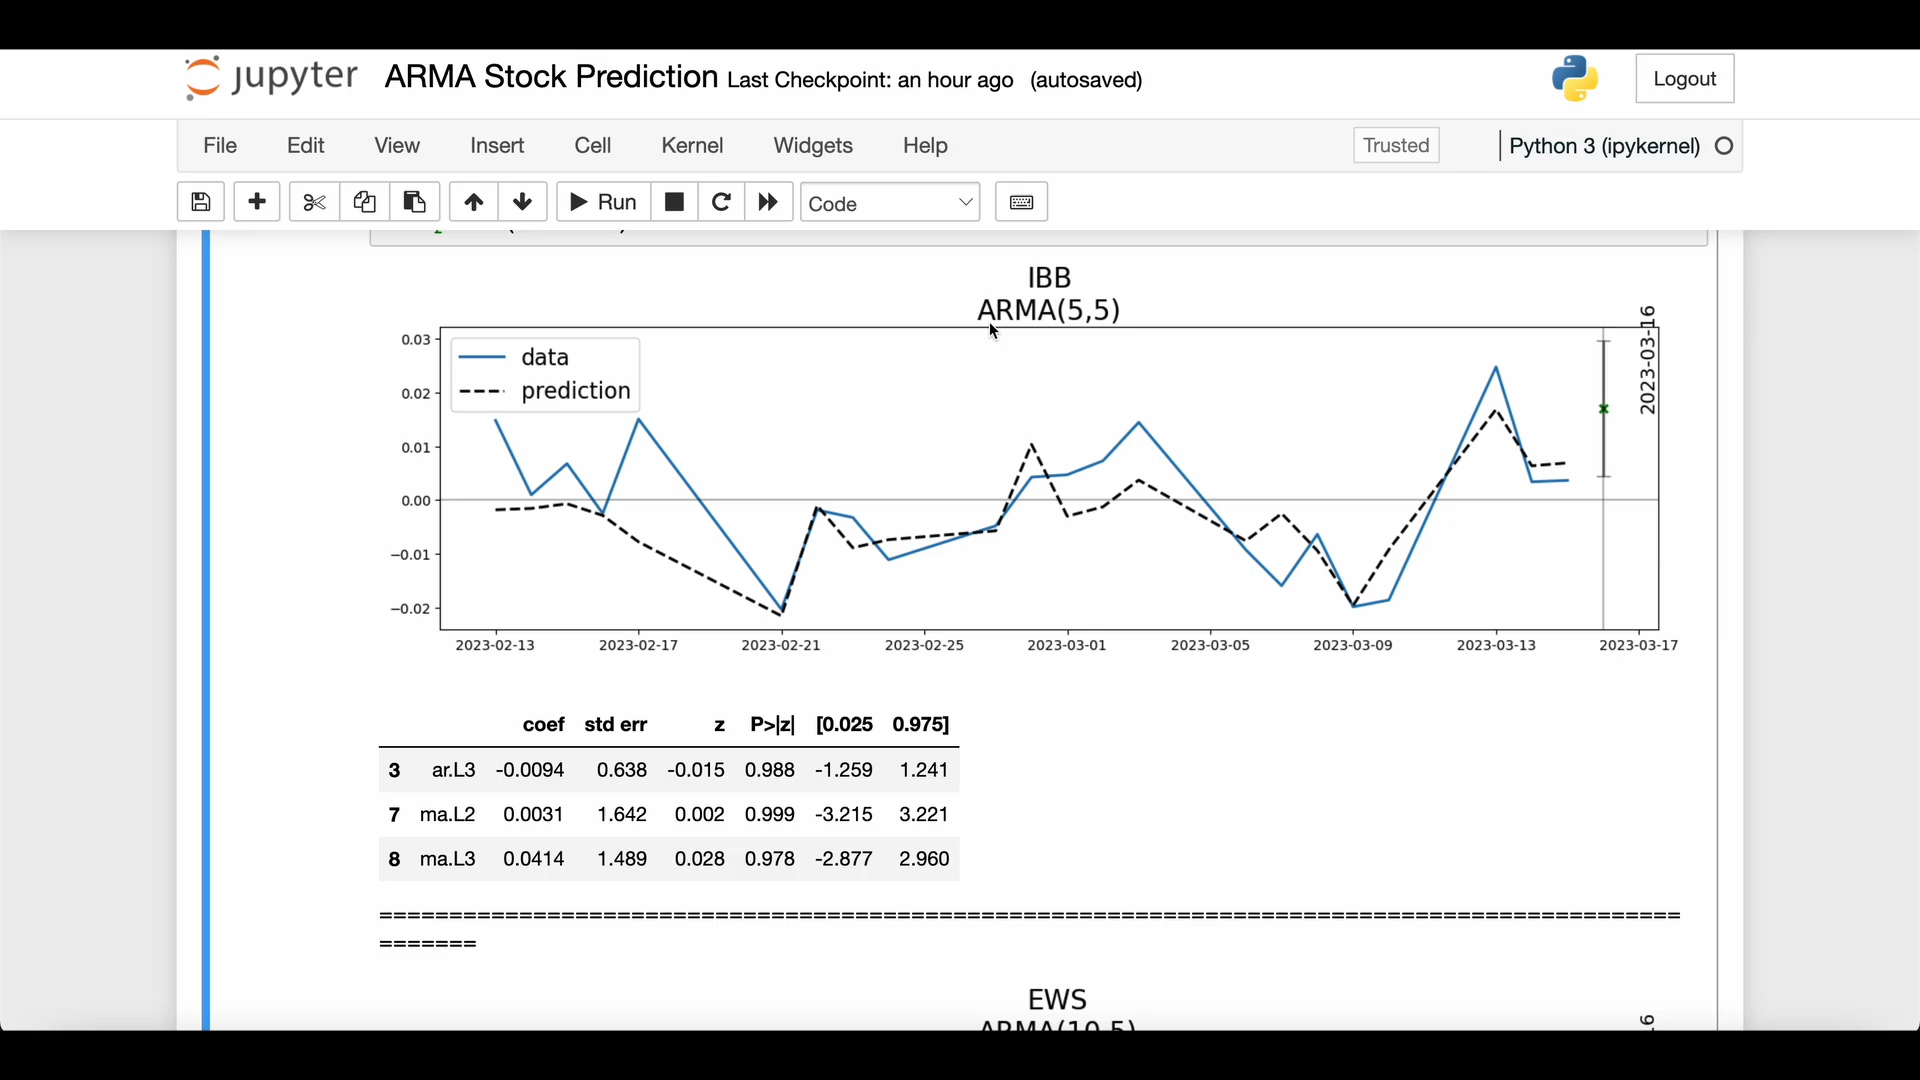 jupyter ARMA Stock Prediction Last Checkpoint: an hour ago (autosaved) Logout
File Edit View Insert Cell Kernel Widgets Help Trusted Python 3 (ipykernel)
Run Code
IBB
ARMA(5,5)
data
prediction
2023-03-16
0.03
0.02
0.01
0.00
−0.01
−0.02
2023-02-13 2023-02-17 2023-02-21 2023-02-25 2023-03-01 2023-03-05 2023-03-09 2023-03-13 2023-03-17
coef std err z P>|z| [0.025 0.975]
3 ar.L3 -0.0094 0.638 -0.015 0.988 -1.259 1.241
7 ma.L2 0.0031 1.642 0.002 0.999 -3.215 3.221
8 ma.L3 0.0414 1.489 0.028 0.978 -2.877 2.960
EWS
ARMA(10,5)